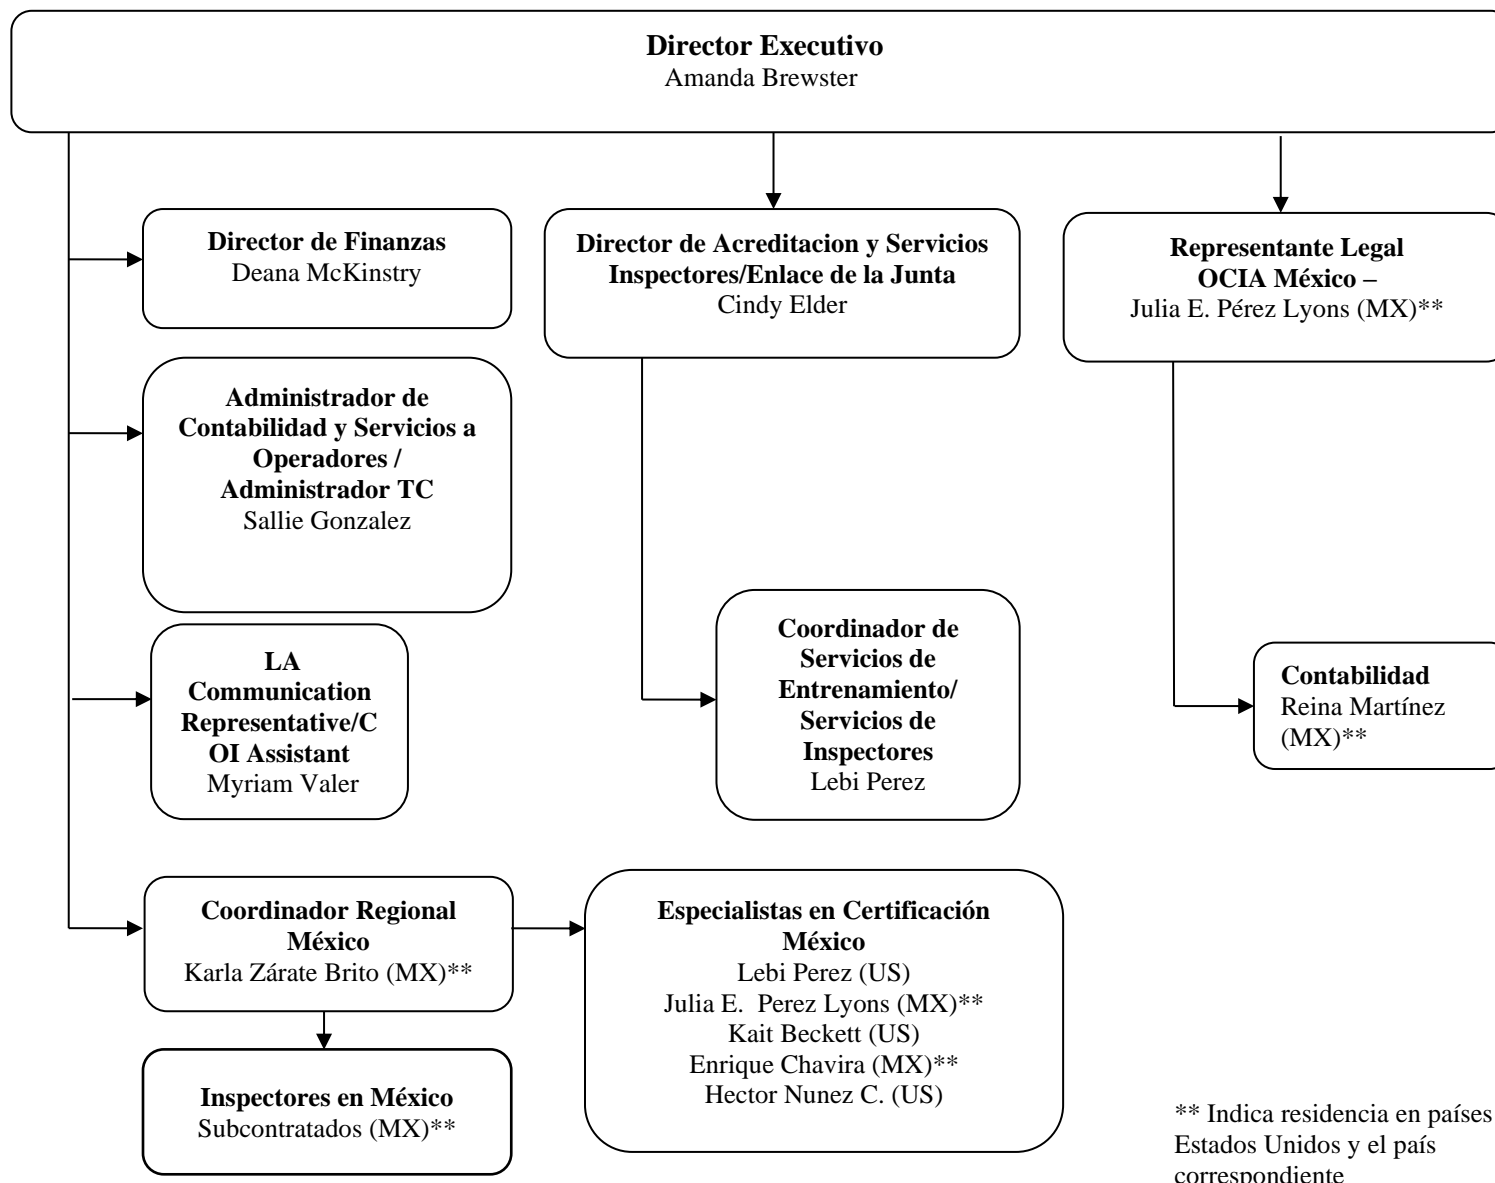 Director Executivo
Amanda Brewster
Director de Finanzas
Deana McKinstry
Director de Acreditacion y Servicios
Inspectores/Enlace de la Junta
Cindy Elder
Representante Legal
OCIA México –
Julia E. Pérez Lyons (MX)**
Administrador de
Contabilidad y Servicios a
Operadores /
Administrador TC
Sallie Gonzalez
LA
Communication
Representative/C
OI Assistant
Myriam Valer
Coordinador de
Servicios de
Entrenamiento/
Servicios de
Inspectores
Lebi Perez
Contabilidad
Reina Martínez
(MX)**
Coordinador Regional
México
Karla Zárate Brito (MX)**
Especialistas en Certificación
México
Lebi Perez (US)
Julia E.  Perez Lyons (MX)**
Kait Beckett (US)
Enrique Chavira (MX)**
Hector Nunez C. (US)
Inspectores en México
Subcontratados (MX)**
** Indica residencia en países
Estados Unidos y el país
correspondiente